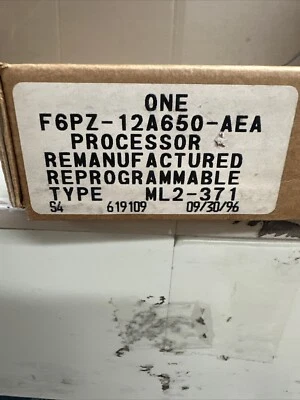 ONE
F6PZ-12A650-AEA
PROCESSOR
REMANUFACTURED
REPROGRAMMABLE
TYPE ML2-371
S4 619109 09/30/96